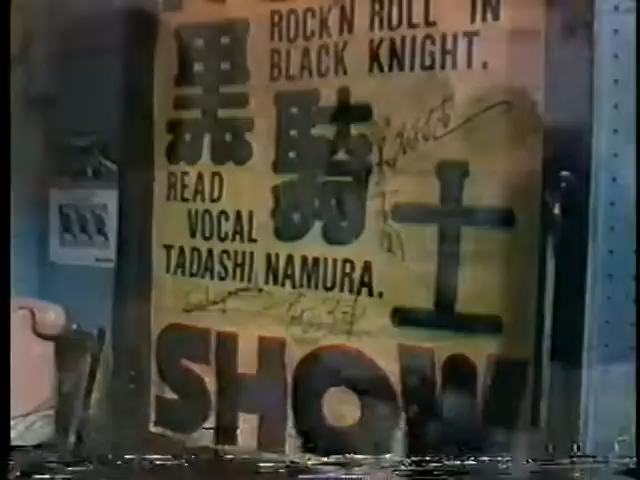 ROCK'N ROLL IN
BLACK KNIGHT.
黒騎士
READ
VOCAL
TADASHI NAMURA.
SHOW